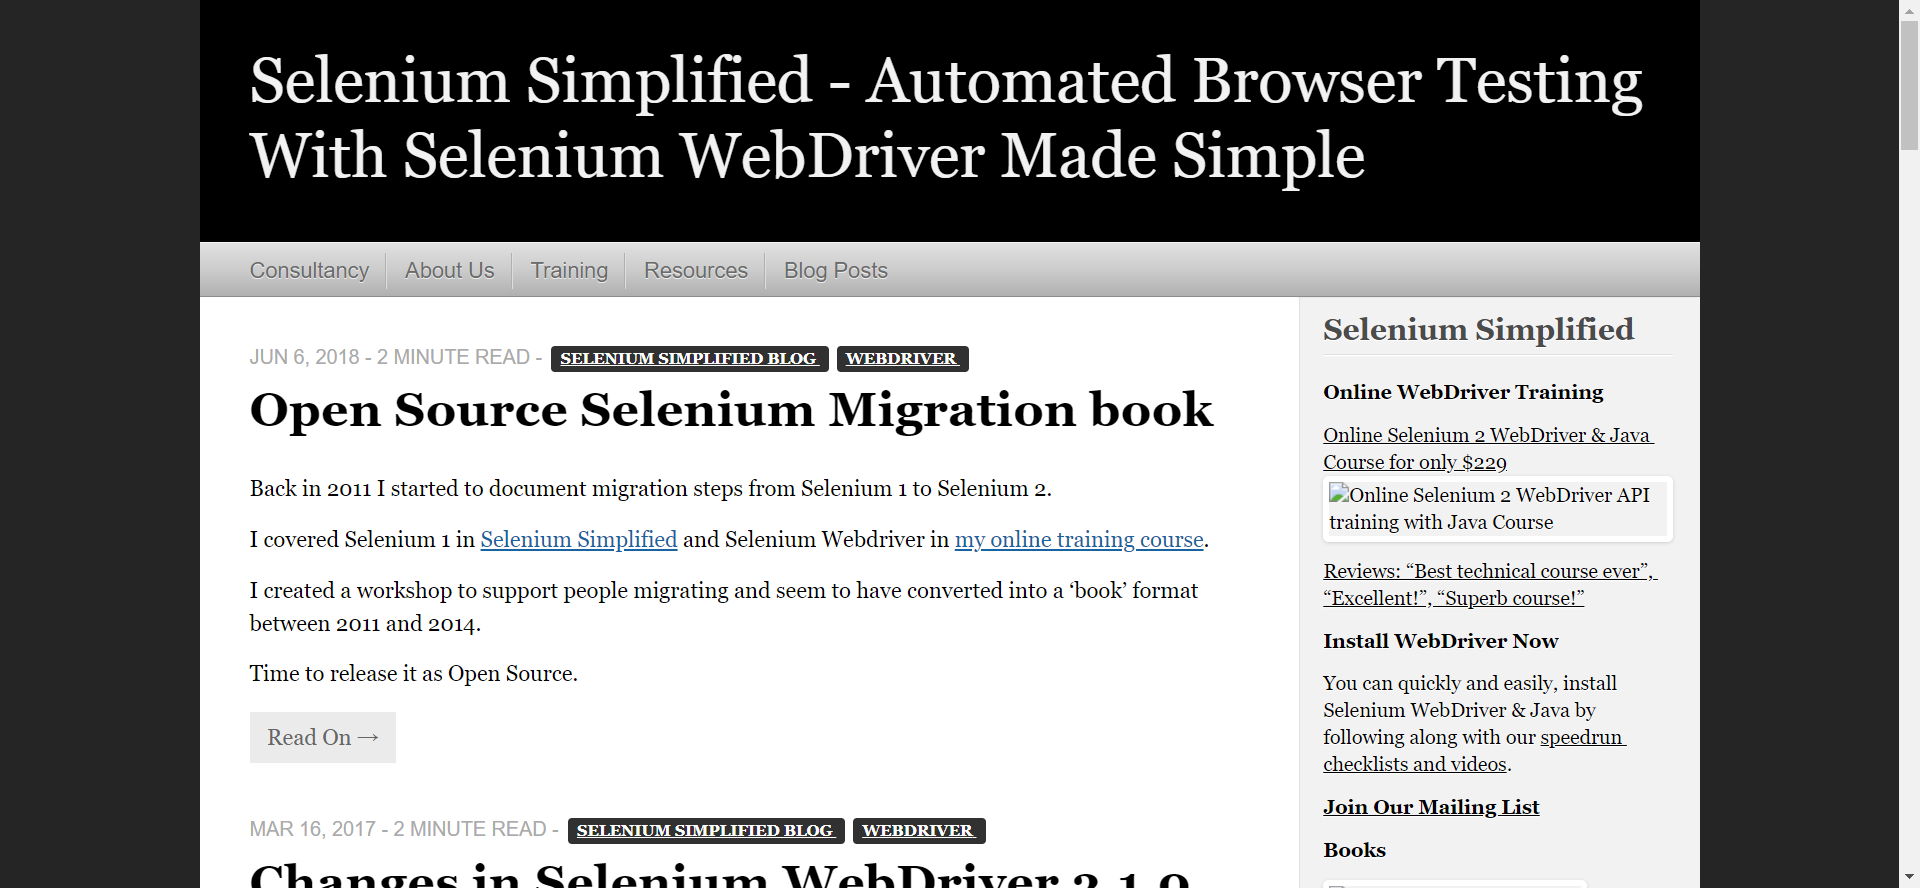 Selenium Simplified - Automated Browser Testing
With Selenium WebDriver Made Simple
Consultancy
About Us
Training
Resources
Blog Posts
JUN 6, 2018 - 2 MINUTE READ - SELENIUM SIMPLIFIED BLOG WEBDRIVER
Open Source Selenium Migration book
Back in 2011 I started to document migration steps from Selenium 1 to Selenium 2.
I covered Selenium 1 in Selenium Simplified and Selenium Webdriver in my online training course.
I created a workshop to support people migrating and seem to have converted into a ‘book’ format
between 2011 and 2014.
Time to release it as Open Source.
Read On →
MAR 16, 2017 - 2 MINUTE READ - SELENIUM SIMPLIFIED BLOG WEBDRIVER
Changes in Selenium WebDriver 3.1.0
Selenium Simplified
Online WebDriver Training
Online Selenium 2 WebDriver & Java
Course for only $229
Online Selenium 2 WebDriver API
training with Java Course
Reviews: “Best technical course ever”,
“Excellent!”, “Superb course!”
Install WebDriver Now
You can quickly and easily, install
Selenium WebDriver & Java by
following along with our speedrun
checklists and videos.
Join Our Mailing List
Books